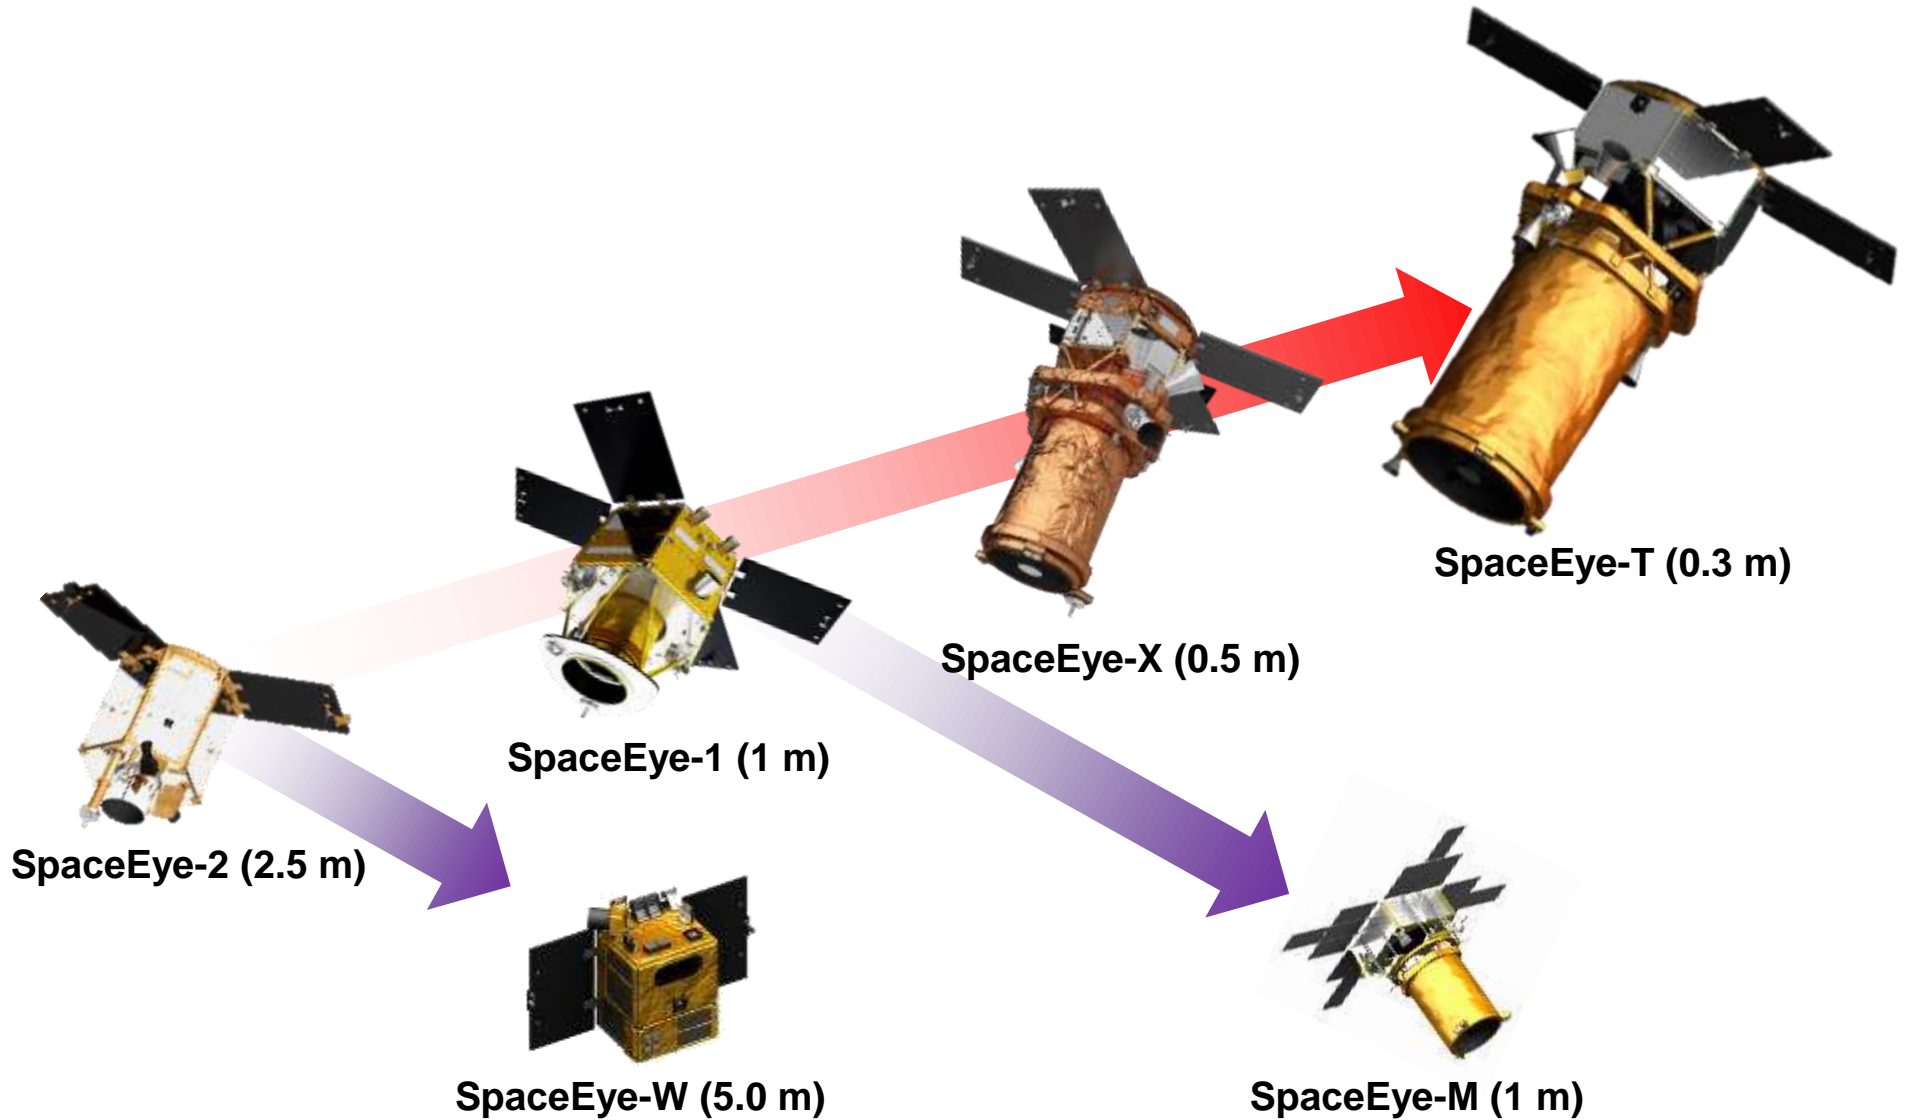 SpaceEye-T (0.3 m)
SpaceEye-X (0.5 m)
SpaceEye-1 (1 m)
SpaceEye-2 (2.5 m)
SpaceEye-W (5.0 m)
SpaceEye-M (1 m)